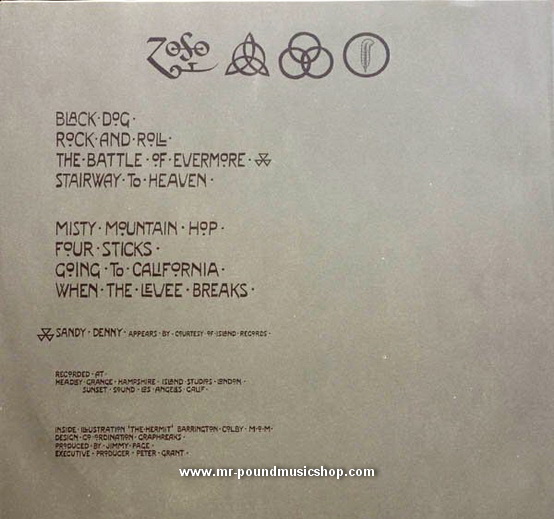 ZoSo
BLACK · DOG ·
ROCK · AND · ROLL ·
THE · BATTLE · OF · EVERMORE ·
STAIRWAY · TO · HEAVEN ·
MISTY · MOUNTAIN · HOP ·
FOUR · STICKS ·
GOING · TO · CALIFORNIA ·
WHEN · THE · LEVEE · BREAKS ·
SANDY · DENNY · APPEARS · BY · COURTESY · OF · ISLAND · RECORDS ·
RECORDED · AT ·
HEADLEY · GRANGE · HAMPSHIRE · ISLAND · STUDIOS · LONDON ·
SUNSET · SOUND · LOS · ANGELES · CALIF ·
INSIDE · ILLUSTRATION 'THE · HERMIT' BARRINGTON · COLBY · M · O · M ·
DESIGN · CO-ORDINATION · GRAPHREAKS ·
PRODUCED · BY · JIMMY · PAGE ·
EXECUTIVE · PRODUCER · PETER · GRANT ·
www.mr-poundmusicshop.com